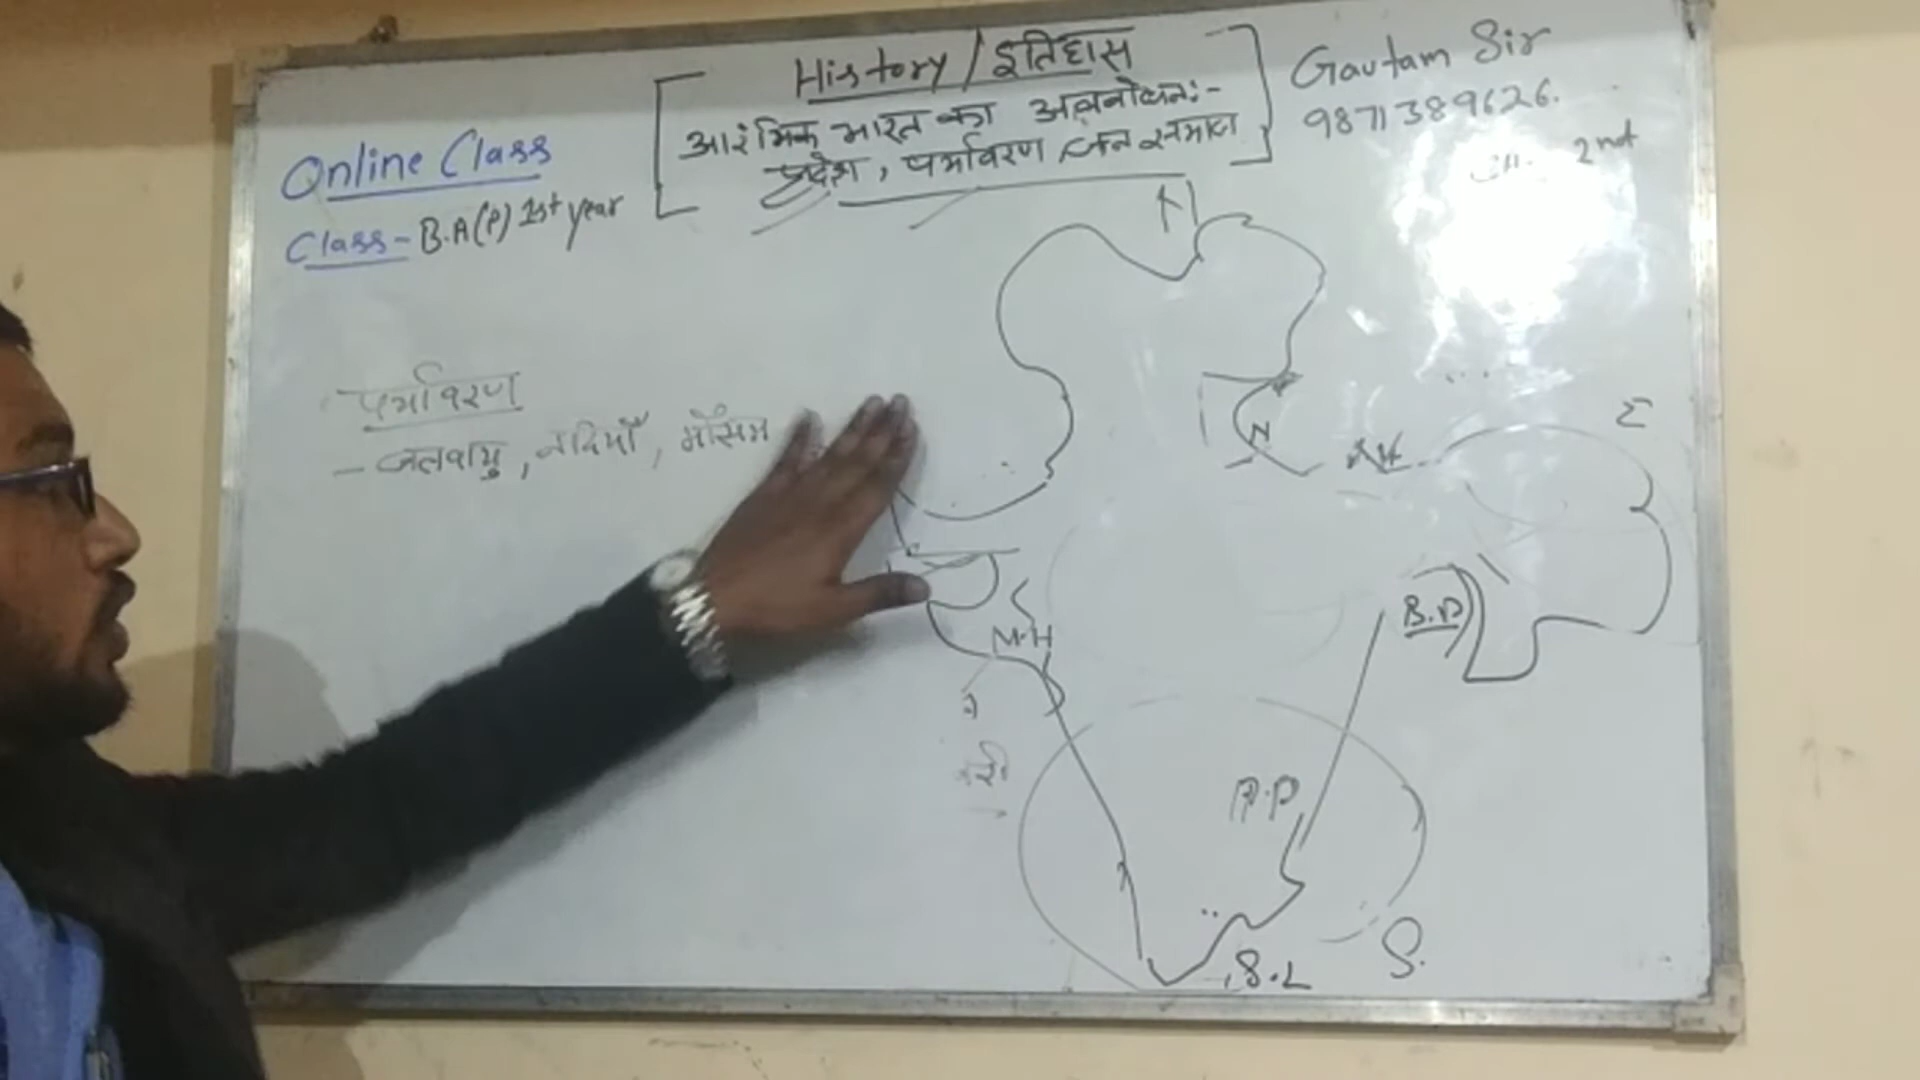 History / इतिहास
आरंभिक भारत का अवलोकन:-
प्रदेश, पर्यावरण जन समाज
Gautam Sir
9871389626.
2nd
Online Class
Class- B.A(P) 1st year
पर्यावरण
- जलवायु, नदियाँ, मौसम
N
E
N
B.D
M.H
A.P
S.L
S.